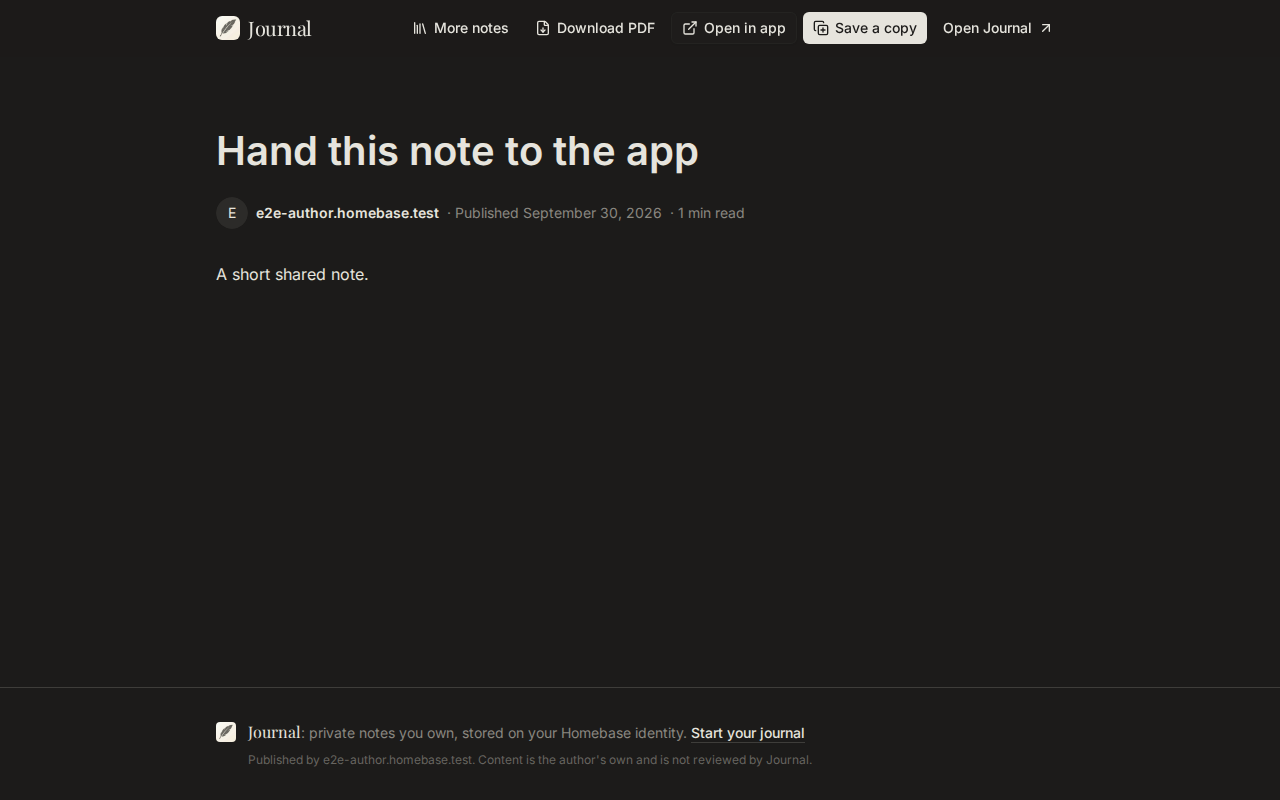 Journal
More notes
Download PDF
Open in app
Save a copy
Open Journal
Hand this note to the app
E
e2e-author.homebase.test · Published September 30, 2026 · 1 min read
A short shared note.
Journal: private notes you own, stored on your Homebase identity. Start your journal
Published by e2e-author.homebase.test. Content is the author's own and is not reviewed by Journal.